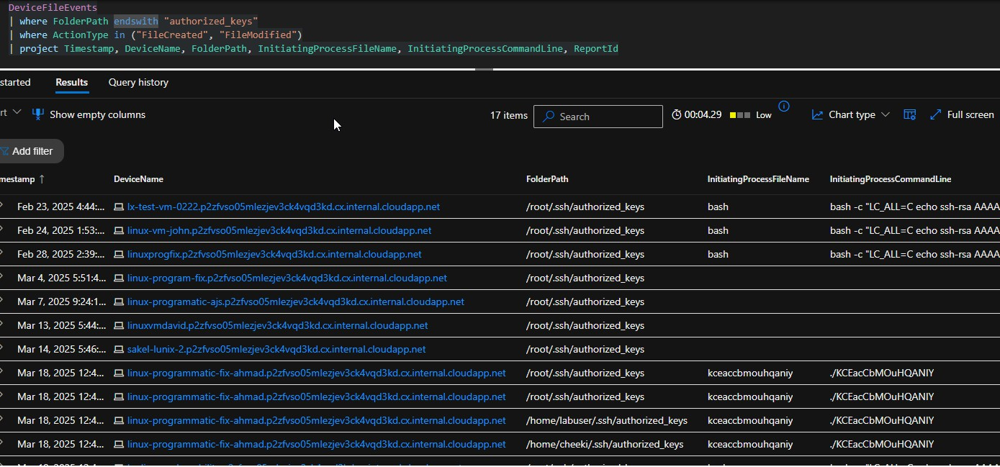 DeviceFileEvents
| where FolderPath endswith "authorized_keys"
| where ActionType in ("FileCreated", "FileModified")
| project Timestamp, DeviceName, FolderPath, InitiatingProcessFileName, InitiatingProcessCommandLine, ReportId
started Results Query history
rt Show empty columns 17 items Search 00:04.29 Low Chart type Full screen
Add filter
mestamp ↑ DeviceName FolderPath InitiatingProcessFileName InitiatingProcessCommandLine
Feb 23, 2025 4:44:... lx-test-vm-0222.p2zfvso05mlezjev3ck4vqd3kd.cx.internal.cloudapp.net /root/.ssh/authorized_keys bash bash -c "LC_ALL=C echo ssh-rsa AAAA
Feb 24, 2025 1:53:... linux-vm-john.p2zfvso05mlezjev3ck4vqd3kd.cx.internal.cloudapp.net /root/.ssh/authorized_keys bash bash -c "LC_ALL=C echo ssh-rsa AAAA
Feb 28, 2025 2:39:... linuxprogfix.p2zfvso05mlezjev3ck4vqd3kd.cx.internal.cloudapp.net /root/.ssh/authorized_keys bash bash -c "LC_ALL=C echo ssh-rsa AAAA
Mar 4, 2025 5:51:4... linux-program-fix.p2zfvso05mlezjev3ck4vqd3kd.cx.internal.cloudapp.net /root/.ssh/authorized_keys
Mar 7, 2025 9:24:1... linux-programatic-ajs.p2zfvso05mlezjev3ck4vqd3kd.cx.internal.cloudapp.net /root/.ssh/authorized_keys
Mar 13, 2025 5:44:... linuxvmdavid.p2zfvso05mlezjev3ck4vqd3kd.cx.internal.cloudapp.net /root/.ssh/authorized_keys
Mar 14, 2025 5:46:... sakel-lunix-2.p2zfvso05mlezjev3ck4vqd3kd.cx.internal.cloudapp.net /root/.ssh/authorized_keys
Mar 18, 2025 12:4... linux-programmatic-fix-ahmad.p2zfvso05mlezjev3ck4vqd3kd.cx.internal.cloudapp.net /root/.ssh/authorized_keys kceaccbmouhqaniy ./KCEacCbMOuHQANIY
Mar 18, 2025 12:4... linux-programmatic-fix-ahmad.p2zfvso05mlezjev3ck4vqd3kd.cx.internal.cloudapp.net /root/.ssh/authorized_keys kceaccbmouhqaniy ./KCEacCbMOuHQANIY
Mar 18, 2025 12:4... linux-programmatic-fix-ahmad.p2zfvso05mlezjev3ck4vqd3kd.cx.internal.cloudapp.net /home/labuser/.ssh/authorized_keys kceaccbmouhqaniy ./KCEacCbMOuHQANIY
Mar 18, 2025 12:4... linux-programmatic-fix-ahmad.p2zfvso05mlezjev3ck4vqd3kd.cx.internal.cloudapp.net /home/cheeki/.ssh/authorized_keys kceaccbmouhqaniy ./KCEacCbMOuHQANIY